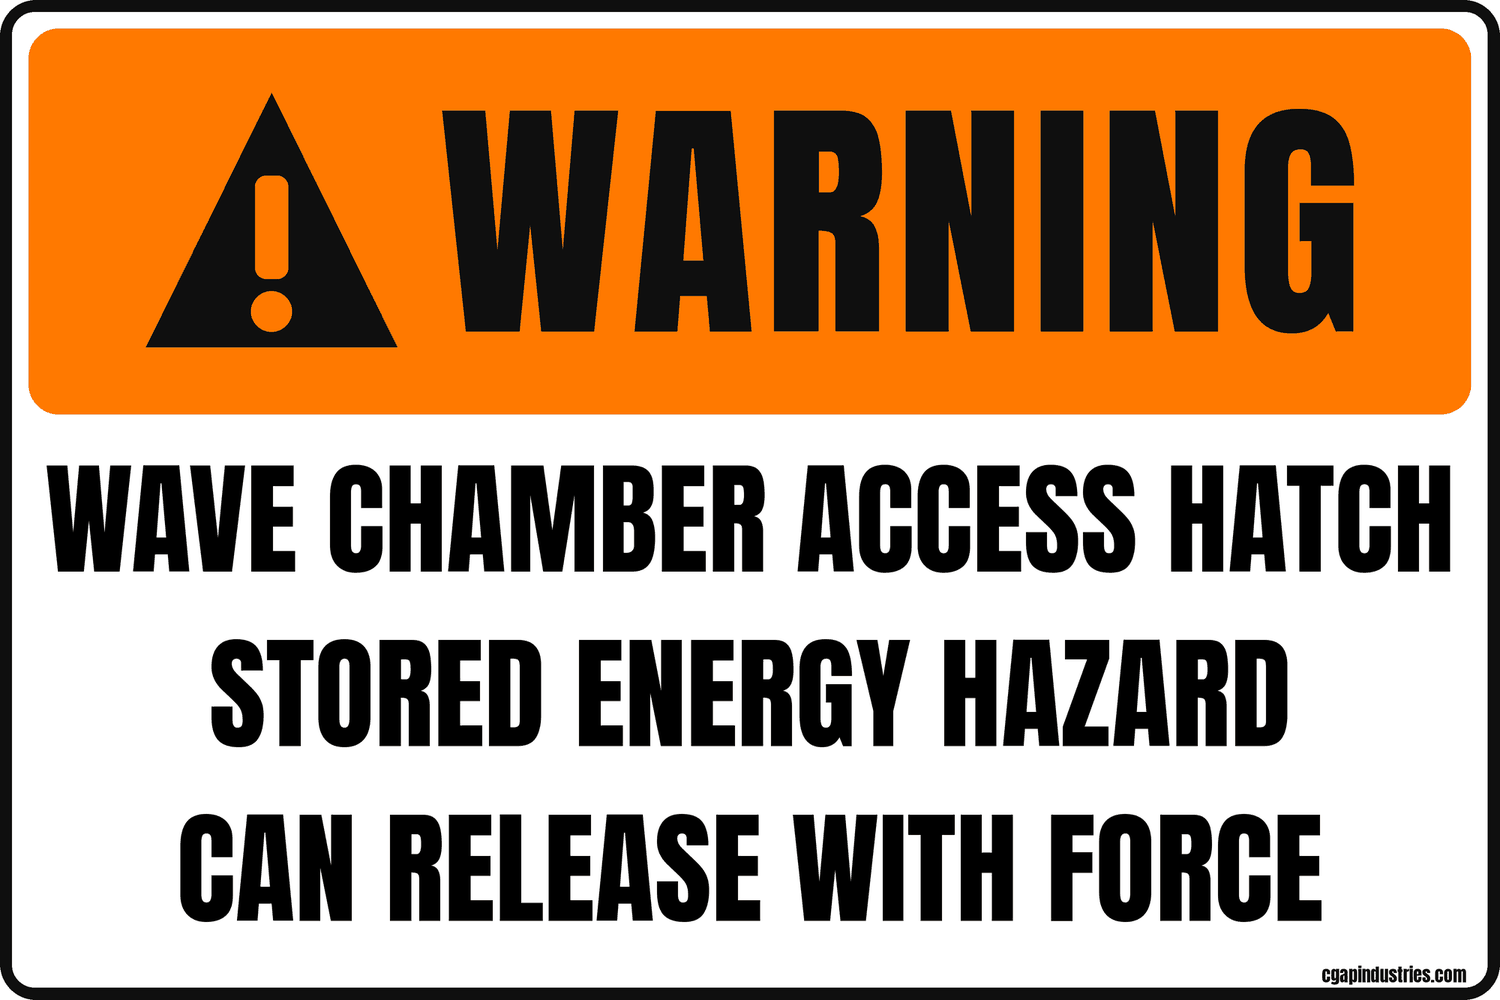 WARNING
WAVE CHAMBER ACCESS HATCH
STORED ENERGY HAZARD
CAN RELEASE WITH FORCE
cgapindustries.com